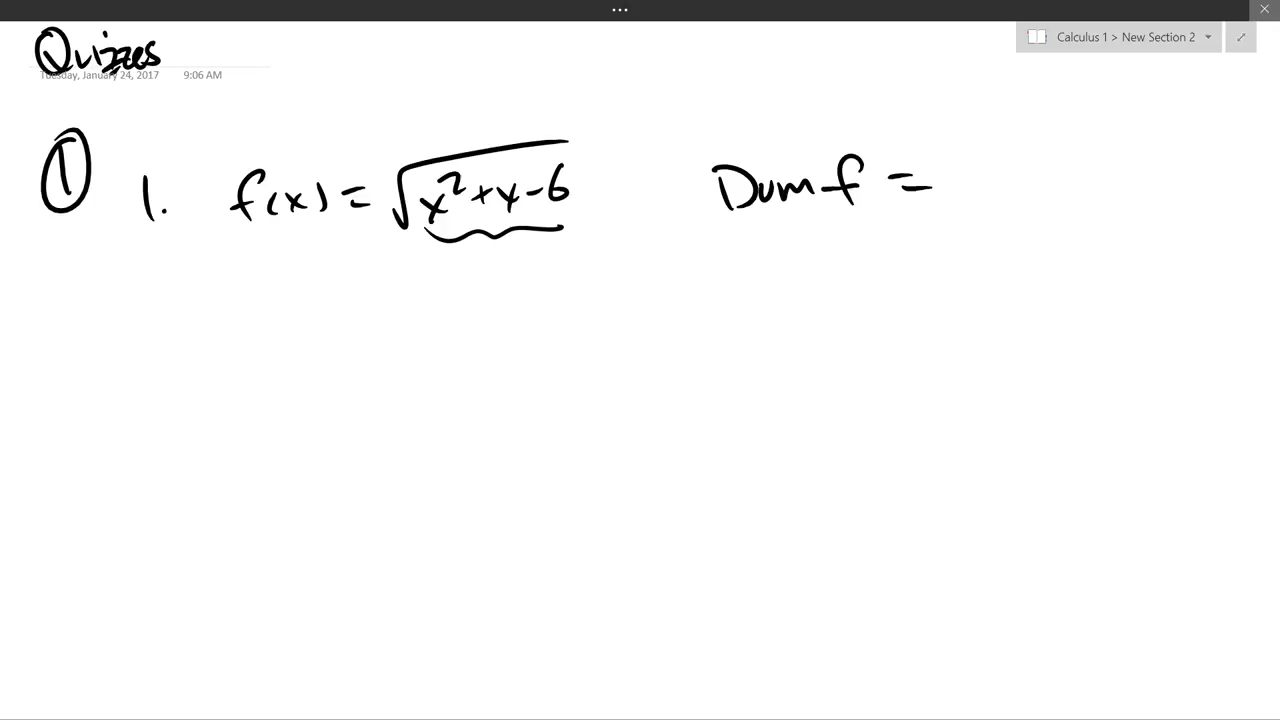 Calculus 1 > New Section 2
Quizzes
Tuesday, January 24, 2017 9:06 AM
① 1. f(x) = √(x²+x-6) Dom f =